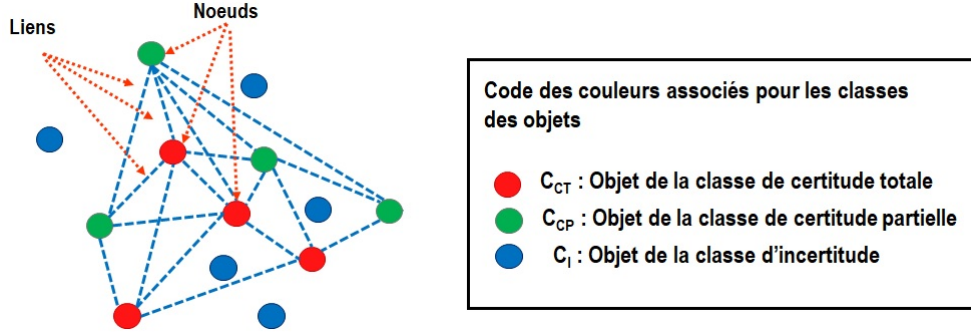 Noeuds
Liens
Code des couleurs associés pour les classes
des objets
C_CT : Objet de la classe de certitude totale
C_CP : Objet de la classe de certitude partielle
C_I : Objet de la classe d'incertitude